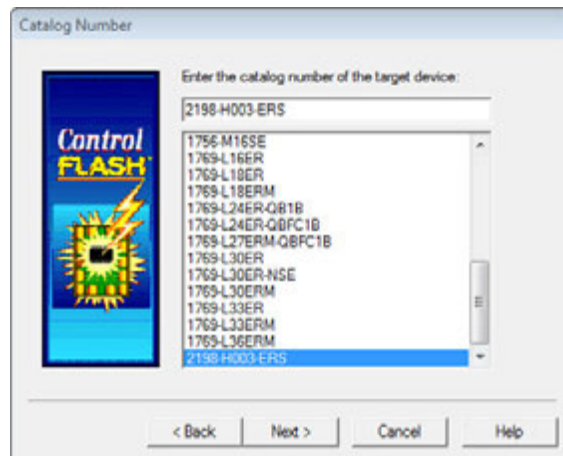 Catalog Number
Enter the catalog number of the target device:
2198-H003-ERS
Control
FLASH
1756-M16SE
1769-L16ER
1769-L18ER
1769-L18ERM
1769-L24ER-QB1B
1769-L24ER-QBFC1B
1769-L27ERM-QBFC1B
1769-L30ER
1769-L30ER-NSE
1769-L30ERM
1769-L33ER
1769-L33ERM
1769-L36ERM
2198-H003-ERS
< Back
Next >
Cancel
Help